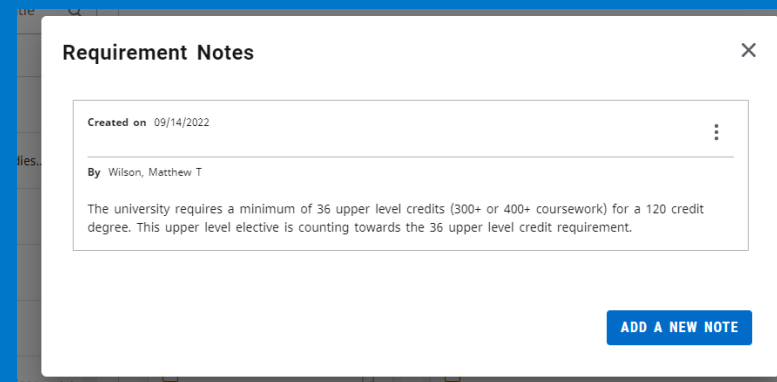 tle
Requirement Notes
Created on 09/14/2022
dies..
By Wilson, Matthew T
The university requires a minimum of 36 upper level credits (300+ or 400+ coursework) for a 120 credit
degree. This upper level elective is counting towards the 36 upper level credit requirement.
ADD A NEW NOTE